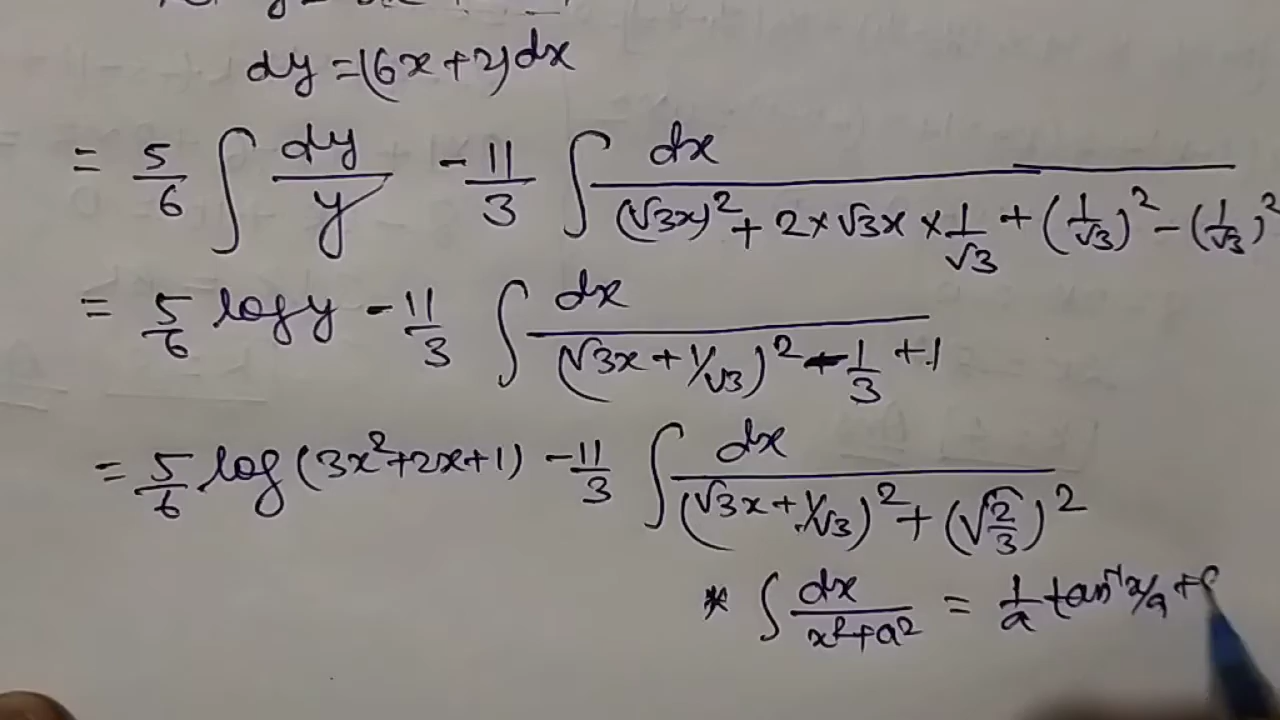 dy = (6x + 2) dx
= 5/6 ∫ dy/y - 11/3 ∫ dx/((√3x)² + 2 × √3x × 1/√3 + (1/√3)² - (1/√3)²
= 5/6 log y - 11/3 ∫ dx/((√3x + 1/√3)² - 1/3 + 1)
= 5/6 log (3x² + 2x + 1) - 11/3 ∫ dx/((√3x + 1/√3)² + (√2/3)²)
* ∫ dx/(x² + a²) = 1/a tan⁻¹ x/a +